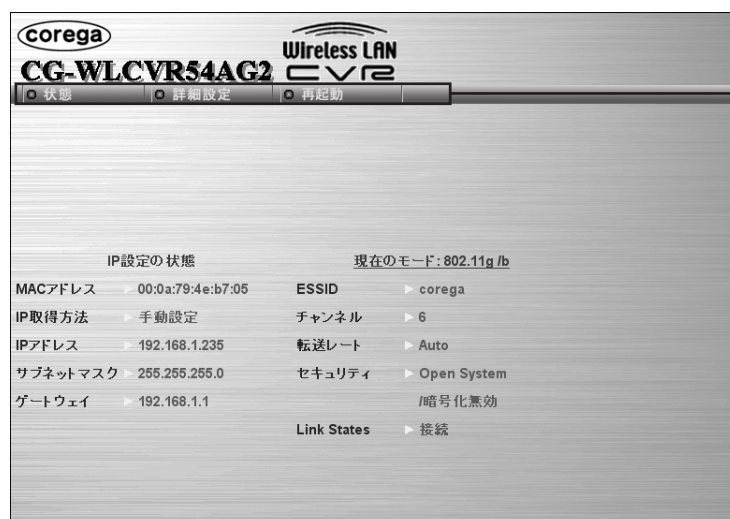 corega
CG-WLCVR54AG2
Wireless LAN
CVR
状態 詳細設定 再起動
IP設定の状態
MACアドレス 00:0a:79:4e:b7:05
IP取得方法 手動設定
IPアドレス 192.168.1.235
サブネットマスク 255.255.255.0
ゲートウェイ 192.168.1.1
現在のモード:802.11g /b
ESSID corega
チャンネル 6
転送レート Auto
セキュリティ Open System
/暗号化無効
Link States 接続